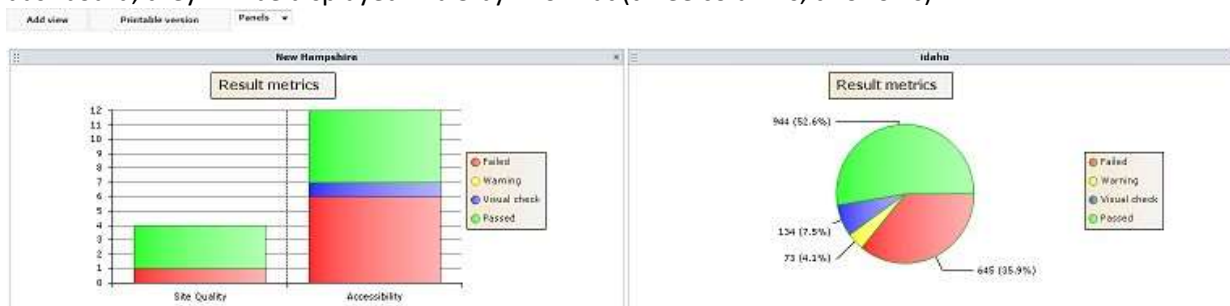 Add view Printable version Panels
New Hampshire
Result metrics
12
11
10
9
8
7
6
5
4
3
2
1
0
Site Quality Accessibility
Failed
Warning
Visual check
Passed
idaho
Result metrics
944 (52.6%)
134 (7.5%)
73 (4.1%)
645 (35.9%)
Failed
Warning
Visual check
Passed